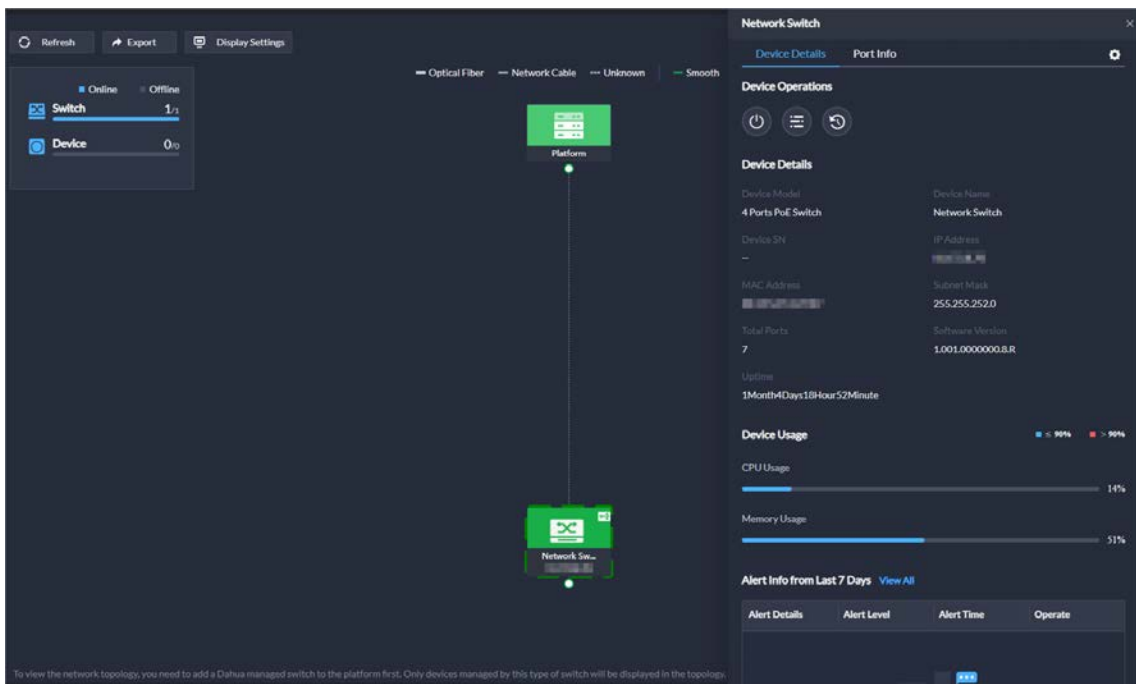 Refresh
Export
Display Settings
Online
Offline
Switch
1/1
Device
0/0
Optical Fiber
Network Cable
Unknown
Smooth
Platform
Network Sw...
To view the network topology, you need to add a Dahua managed switch to the platform first. Only devices managed by this type of switch will be displayed in the topology.
Network Switch
Device Details
Port Info
Device Operations
Device Details
Device Model
Device Name
4 Ports PoE Switch
Network Switch
Device SN
IP Address
--
MAC Address
Subnet Mask
255.255.252.0
Total Ports
Software Version
7
1.001.0000000.8.R
Uptime
1Month4Days18Hour52Minute
Device Usage
≤ 90%
> 90%
CPU Usage
14%
Memory Usage
51%
Alert Info from Last 7 Days View All
Alert Details
Alert Level
Alert Time
Operate